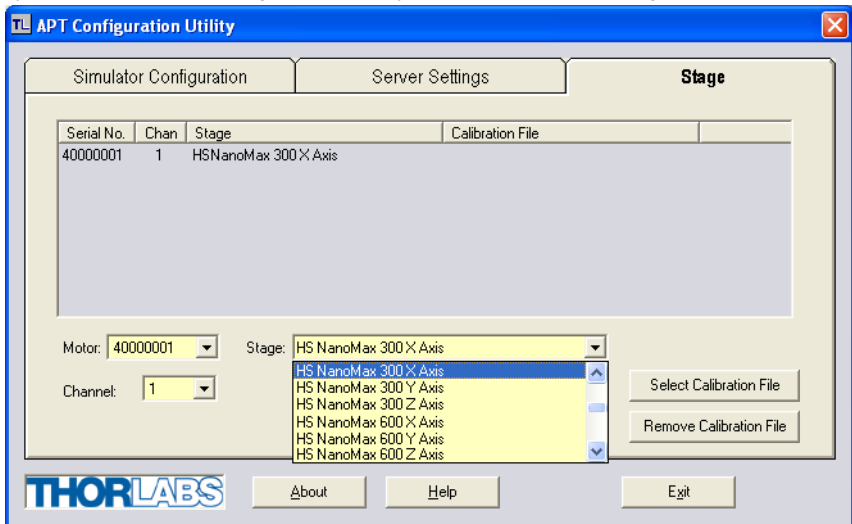 APT Configuration Utility
Simulator Configuration Server Settings Stage
Serial No. Chan Stage Calibration File
40000001 1 HSNanoMax 300 X Axis
Motor: 40000001 Stage: HS NanoMax 300 X Axis
HS NanoMax 300 X Axis
HS NanoMax 300 Y Axis
HS NanoMax 300 Z Axis
HS NanoMax 600 X Axis
HS NanoMax 600 Y Axis
HS NanoMax 600 Z Axis
Channel: 1
Select Calibration File
Remove Calibration File
THORLABS About Help Exit